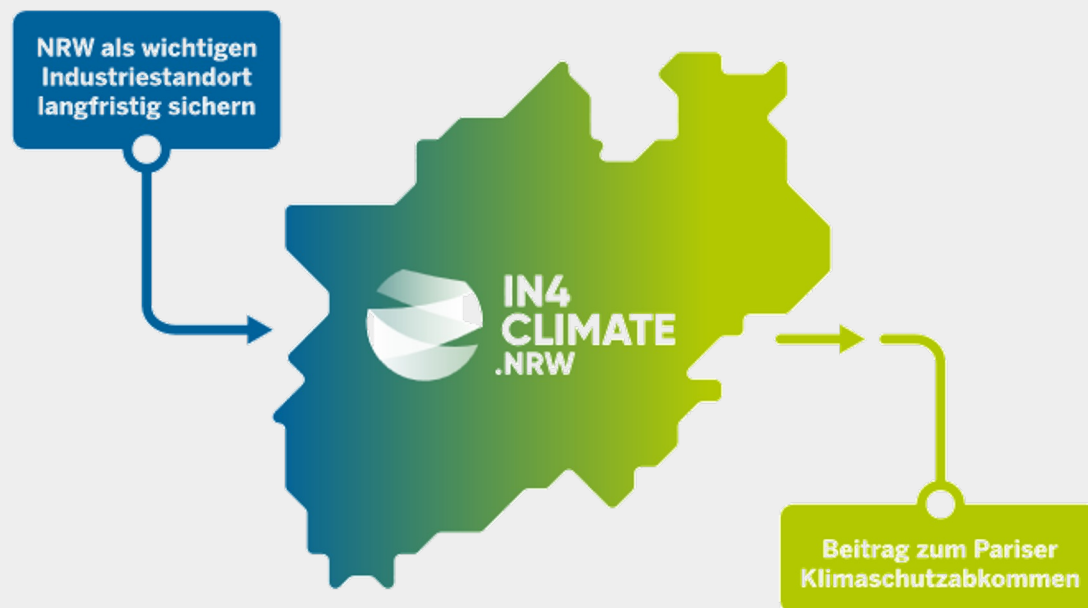 NRW als wichtigen
Industriestandort
langfristig sichern
IN4
CLIMATE
.NRW
Beitrag zum Pariser
Klimaschutzabkommen